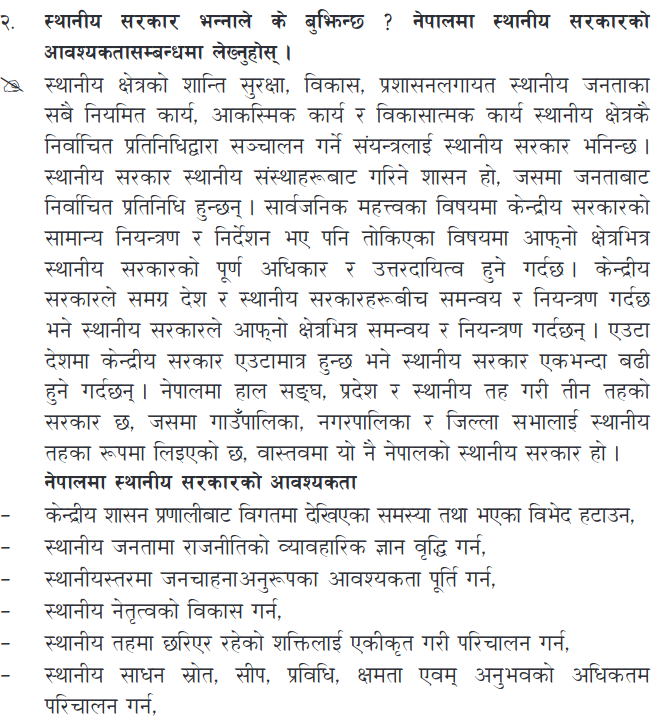 २. स्थानीय सरकार भन्नाले के बुझिन्छ ? नेपालमा स्थानीय सरकारको
आवश्यकतासम्बन्धमा लेख्नुहोस् ।
स्थानीय क्षेत्रको शान्ति सुरक्षा, विकास, प्रशासनलगायत स्थानीय जनताका
सबै नियमित कार्य, आकस्मिक कार्य र विकासात्मक कार्य स्थानीय क्षेत्रकै
निर्वाचित प्रतिनिधिद्वारा सञ्चालन गर्ने संयन्त्रलाई स्थानीय सरकार भनिन्छ ।
स्थानीय सरकार स्थानीय संस्थाहरूबाट गरिने शासन हो, जसमा जनताबाट
निर्वाचित प्रतिनिधि हुन्छन् । सार्वजनिक महत्त्वका विषयमा केन्द्रीय सरकारको
सामान्य नियन्त्रण र निर्देशन भए पनि तोकिएका विषयमा आफ्नो क्षेत्रभित्र
स्थानीय सरकारको पूर्ण अधिकार र उत्तरदायित्व हुने गर्दछ । केन्द्रीय
सरकारले समग्र देश र स्थानीय सरकारहरूबीच समन्वय र नियन्त्रण गर्दछ
भने स्थानीय सरकारले आफ्नो क्षेत्रभित्र समन्वय र नियन्त्रण गर्दछन् । एउटा
देशमा केन्द्रीय सरकार एउटामात्र हुन्छ भने स्थानीय सरकार एकभन्दा बढी
हुने गर्दछन् । नेपालमा हाल सङ्घ, प्रदेश र स्थानीय तह गरी तीन तहको
सरकार छ, जसमा गाउँपालिका, नगरपालिका र जिल्ला सभालाई स्थानीय
तहका रूपमा लिइएको छ, वास्तवमा यो नै नेपालको स्थानीय सरकार हो ।
नेपालमा स्थानीय सरकारको आवश्यकता
– केन्द्रीय शासन प्रणालीबाट विगतमा देखिएका समस्या तथा भएका विभेद हटाउन,
– स्थानीय जनतामा राजनीतिको व्यावहारिक ज्ञान वृद्धि गर्न,
– स्थानीयस्तरमा जनचाहनाअनुरूपका आवश्यकता पूर्ति गर्न,
– स्थानीय नेतृत्वको विकास गर्न,
– स्थानीय तहमा छरिएर रहेको शक्तिलाई एकीकृत गरी परिचालन गर्न,
– स्थानीय साधन स्रोत, सीप, प्रविधि, क्षमता एवम् अनुभवको अधिकतम
परिचालन गर्न,